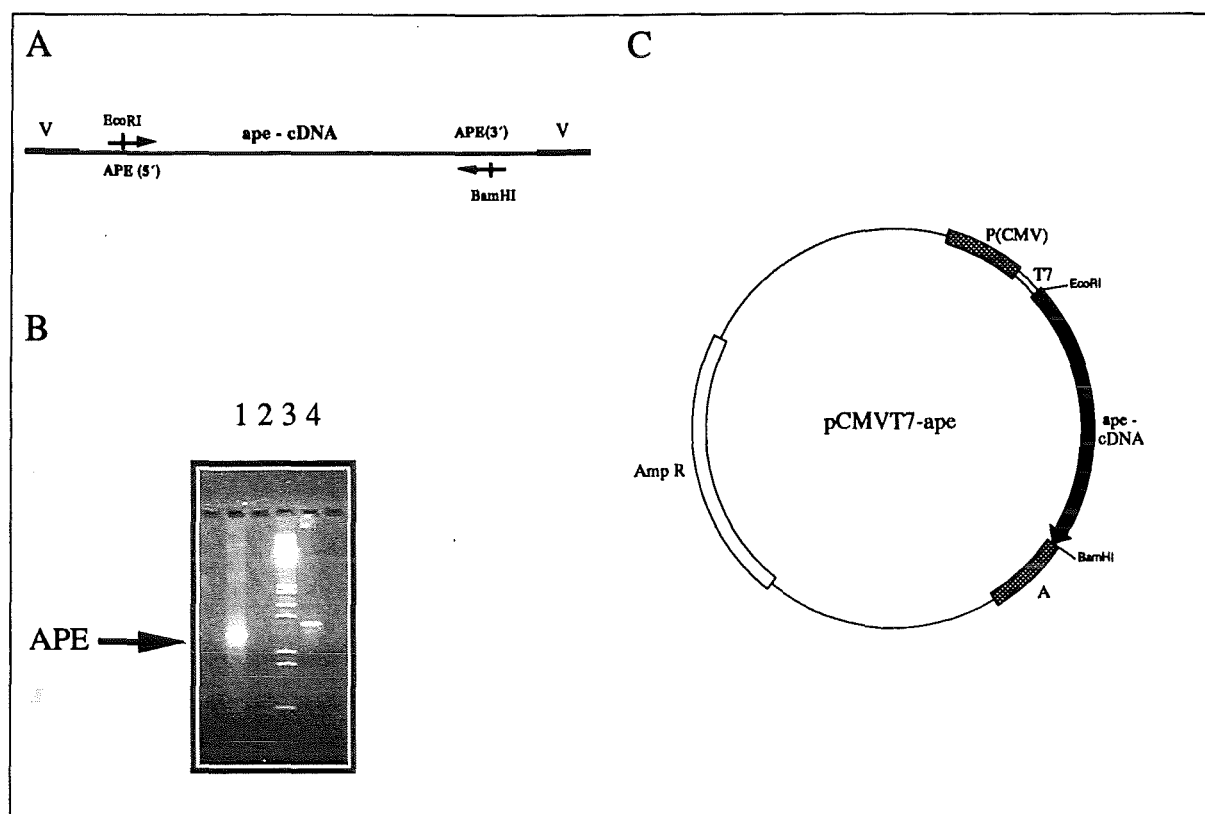 A
V
EcoRI
ape - cDNA
APE(3´)
V
APE (5´)
BamHI
B
1 2 3 4
APE
C
P(CMV)
T7
EcoRI
pCMVT7-ape
ape -
cDNA
Amp R
BamHI
A